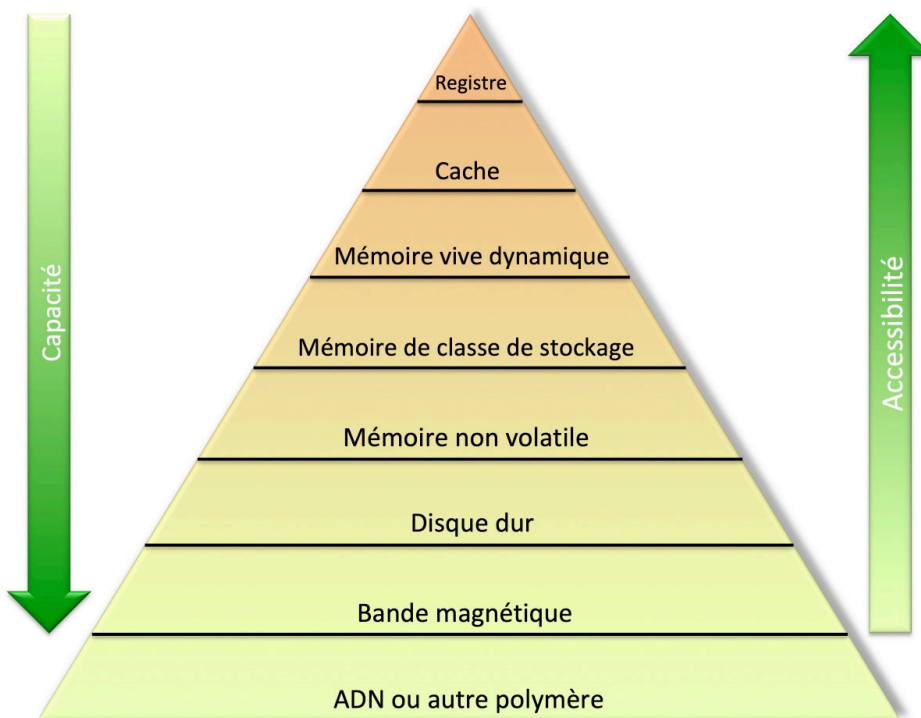 Registre
Cache
Mémoire vive dynamique
Mémoire de classe de stockage
Mémoire non volatile
Disque dur
Bande magnétique
ADN ou autre polymère
Capacité
Accessibilité